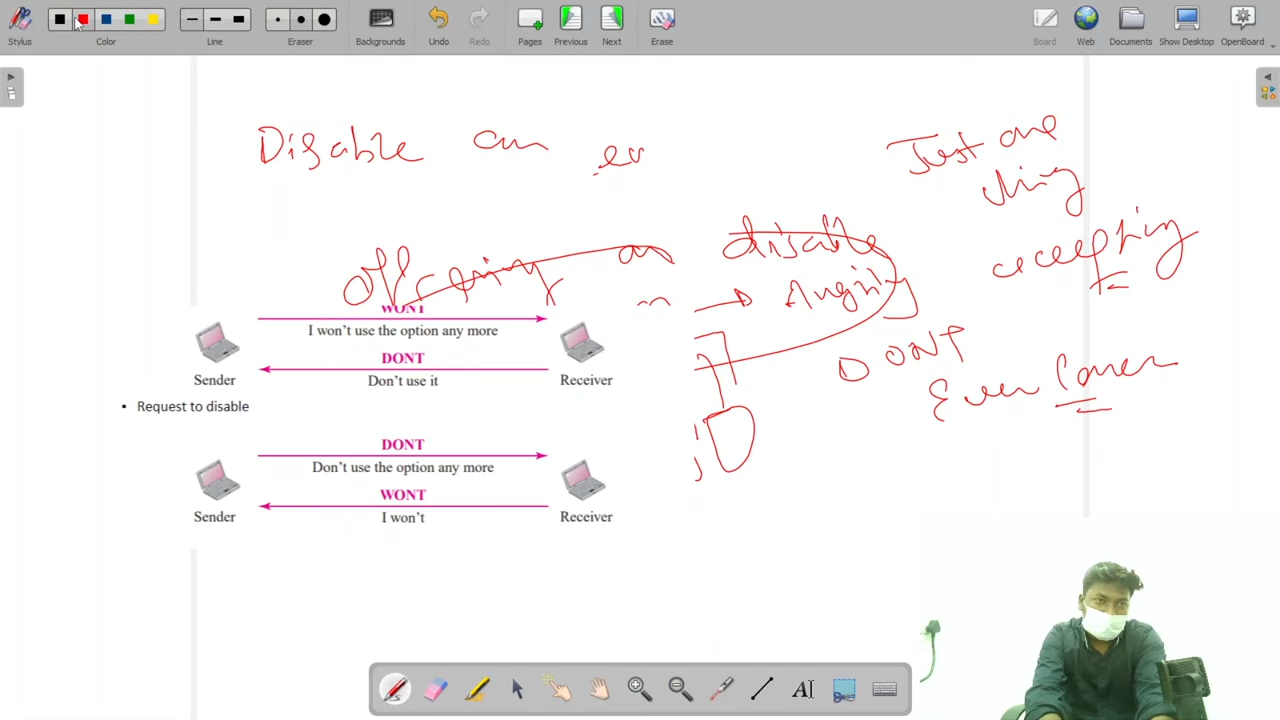 Stylus
Color
Line
Eraser
Backgrounds
Undo
Redo
Pages
Previous
Next
Erase
Board
Web
Documents
Show Desktop
OpenBoard
Disable an
Just one
thing
accepting
Offering an disable
WONT
I won't use the option any more
DONT
Don't use it
Sender
Receiver
DONT
Even
• Request to disable
DONT
Don't use the option any more
WONT
I won't
Sender
Receiver